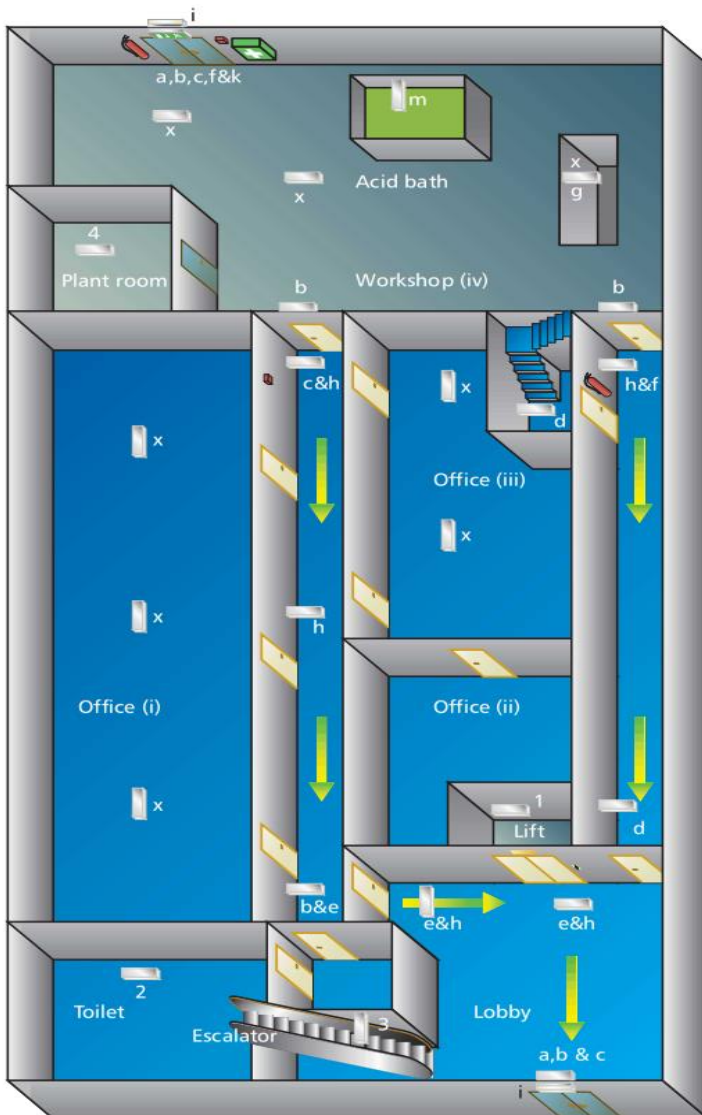 i
a,b,c,f&k
m
x
x
Acid bath
x
g
4
Plant room
b
Workshop (iv)
b
c&h
x
h&f
d
x
Office (iii)
x
h
x
Office (i)
Office (ii)
x
1
d
Lift
b&e
e&h
e&h
2
Toilet
3
Escalator
Lobby
a,b & c
i